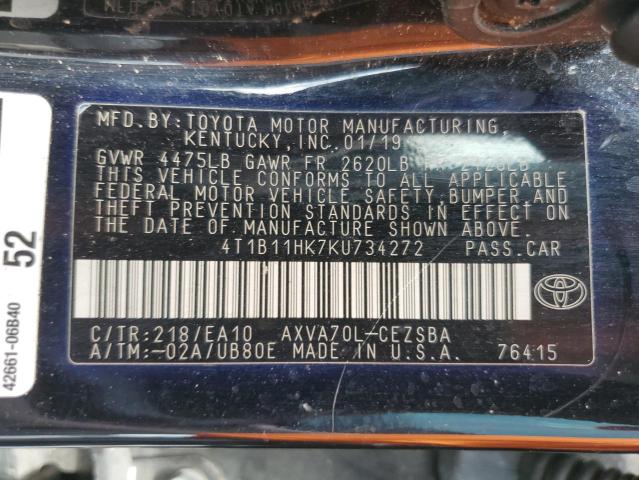 MFD.BY:TOYOTA MOTOR MANUFACTURING,
KENTUCKY,INC.01/19
GVWR 4475LB GAWR FR 2620LB
THIS VEHICLE CONFORMS TO ALL APPLICABLE
FEDERAL MOTOR VEHICLE SAFETY,BUMPER,AND
THEFT PREVENTION STANDARDS IN EFFECT ON
THE DATE OF MANUFACTURE SHOWN ABOVE.
4T1B11HK7KU734272 PASS.CAR
C/TR:218/EA10 AXVA70L-CEZSBA
A/TM:-02A/UB80E MADE IN U.S.A. 76415
52
42661-06B40